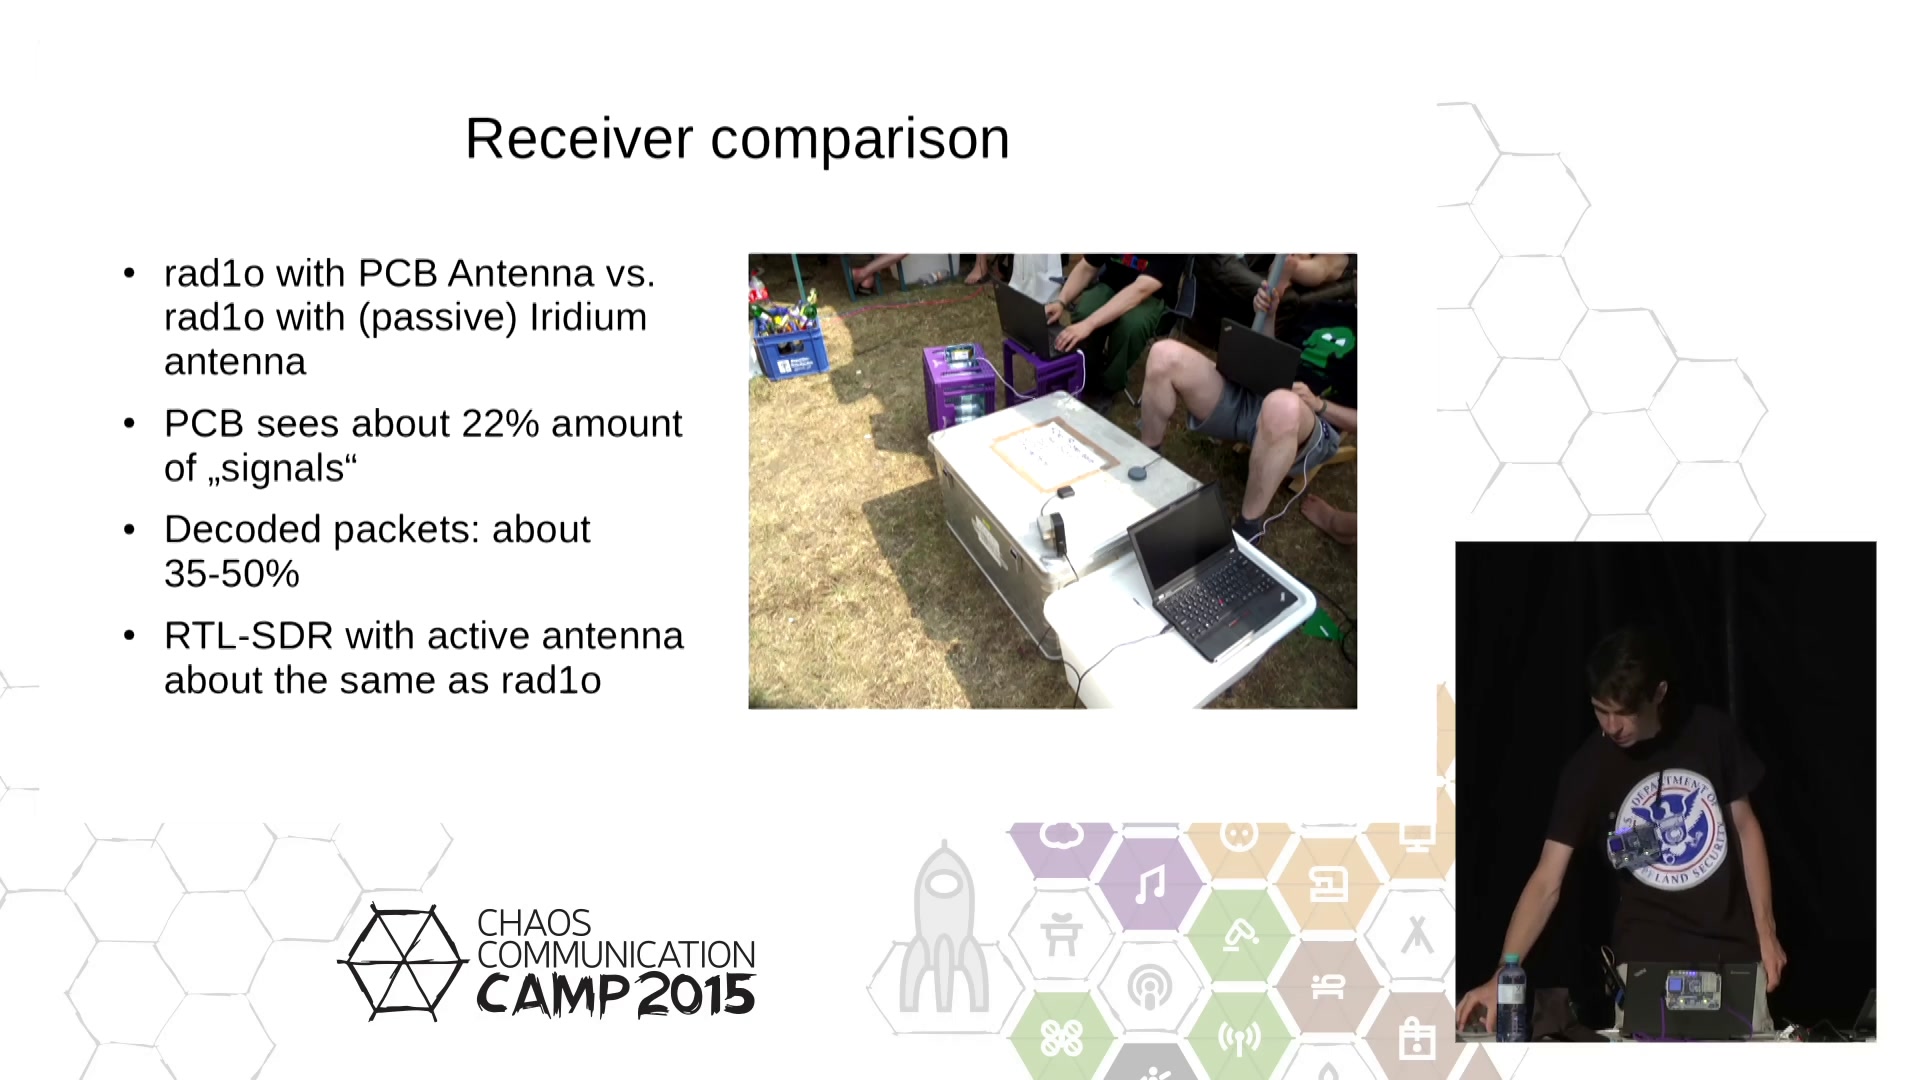 Receiver comparison
• rad1o with PCB Antenna vs.
rad1o with (passive) Iridium
antenna
• PCB sees about 22% amount
of „signals“
• Decoded packets: about
35-50%
• RTL-SDR with active antenna
about the same as rad1o
DEPARTMENT OF
LAND SECURITY
CHAOS
COMMUNICATION
CAMP 2015